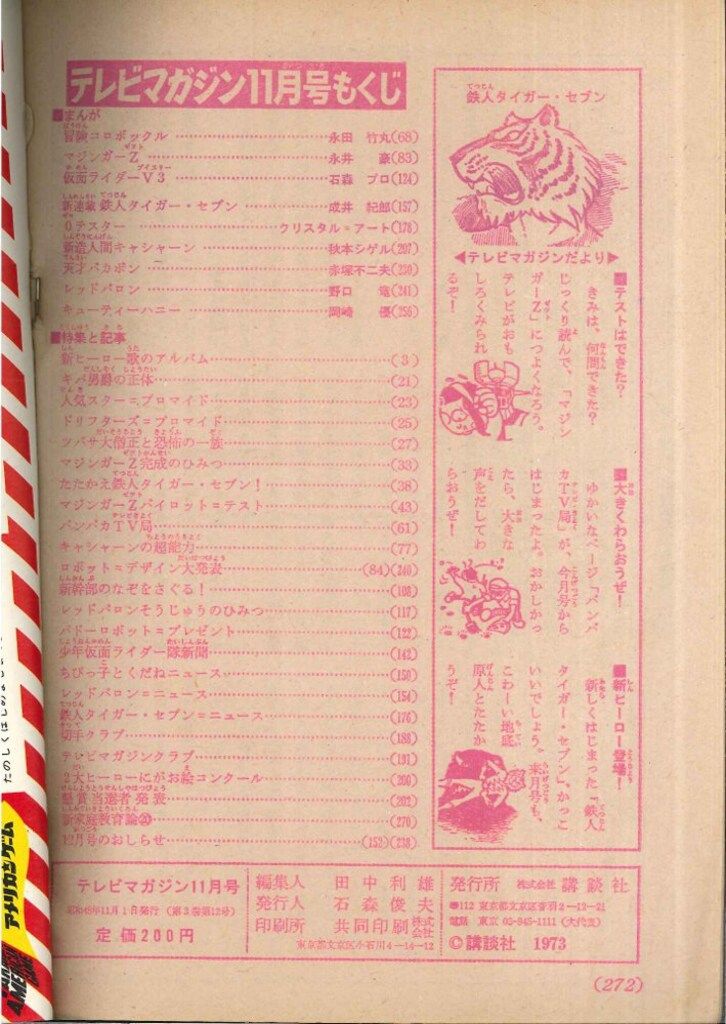 テレビマガジン11月号もくじ
■まんが
冒険コロボックル 永田 竹丸(68)
マジンガーZ 永井 豪(83)
仮面ライダーV3 石森 プロ(124)
新連載 鉄人タイガー・セブン 成井 紀郎(157)
0テスター クリスタル=アート(178)
新造人間キャシャーン 秋本シゲル(207)
天才バカボン 赤塚不二夫(230)
レッドバロン 野口 竜(241)
キューティーハニー 岡崎 優(256)
■特集と記事
新ヒーロー歌のアルバム (3)
キバ男爵の正体 (21)
人気スター=ブロマイド (23)
ドリフターズ=ブロマイド (25)
ツバサ大僧正と恐怖の一族 (27)
マジンガーZ完成のひみつ (33)
たたかえ鉄人タイガー・セブン! (38)
マジンガーZパイロット=テスト (43)
パンパカTV局 (61)
キャシャーンの超能力 (77)
ロボット=デザイン大発表 (84)(240)
新幹部のなぞをさぐる! (108)
レッドバロンそうじゅうのひみつ (117)
バドーロボット=プレゼント (122)
少年仮面ライダー隊新聞 (142)
ちびっ子とくだねニュース (150)
レッドバロン=ニュース (154)
鉄人タイガー・セブン=ニュース (176)
切手クラブ (188)
テレビマガジンクラブ (191)
2大ヒーローにがお絵コンクール (200)
懸賞当選者発表 (202)
新家庭教育論⑳ (270)
12月号のおしらせ (152)(238)
鉄人タイガー・セブン
◀テレビマガジンだより▶
■テストはできた?
きみは、何問できた?
じっくり読んで、「マジン
ガーZ」につよくなろう。
テレビがおも
しろくみられ
るぞ!
■大きくわらおうぜ!
ゆかいなページ「パンパ
カTV局」が、今月号から
はじまったよ。おかしかっ
たら、大きな
声をだしてわ
らおうぜ!
■新ヒーロー登場!
新しくはじまった「鉄人
タイガー・セブン」。かっこ
いいでしょう。来月号も、
こわーい地底
原人とたたか
うぞ!
テレビマガジン11月号
昭和48年11月1日発行 (第3巻第12号)
定価200円
編集人 田中利雄
発行人 石森俊夫
印刷所 共同印刷株式会社
東京都文京区小石川4-14-12
発行所 株式会社 講談社
●112 東京都文京区音羽2-12-21
電話 東京 03-945-1111(大代表)
©講談社 1973
(272)
アメリカンゲーム